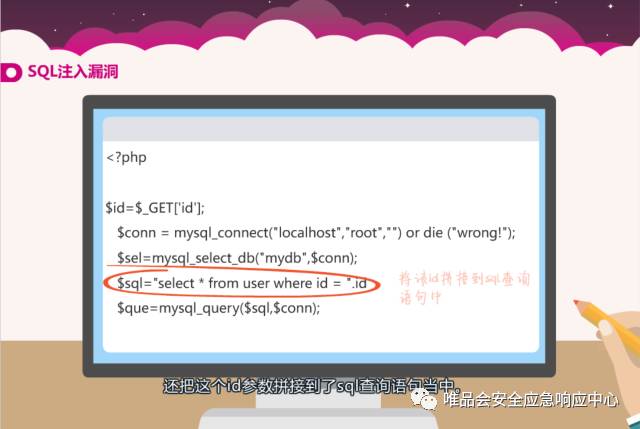 SQL注入漏洞
<?php
$id=$_GET['id'];
$conn = mysql_connect("localhost","root","") or die ("wrong!");
$sel=mysql_select_db("mydb",$conn);
$sql="select * from user where id = ".id
将该id拼接到sql查询
语句中
$que=mysql_query($sql,$conn);
还把这个id参数拼接到了sql查询语句当中。
唯品会安全应急响应中心